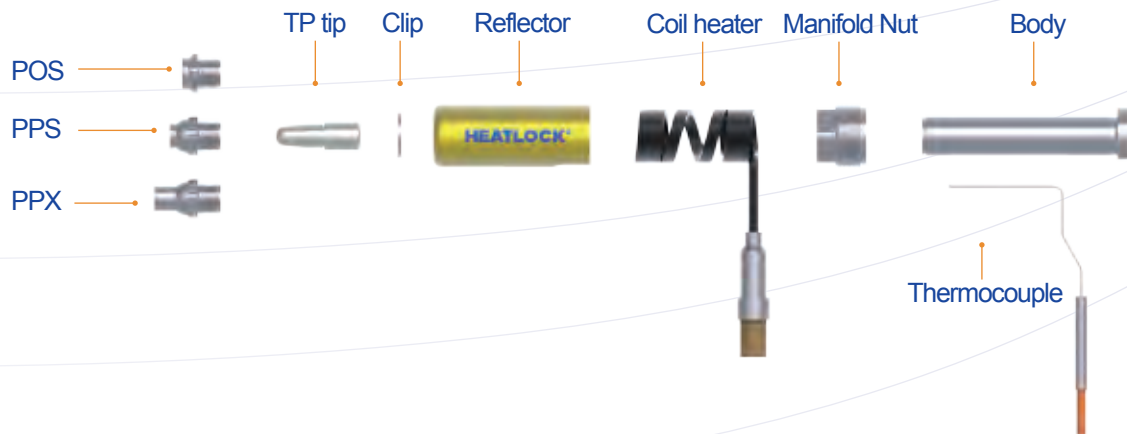 TP tip
Clip
Reflector
Coil heater
Manifold Nut
Body
POS
PPS
HEATLOCK®
PPX
Thermocouple